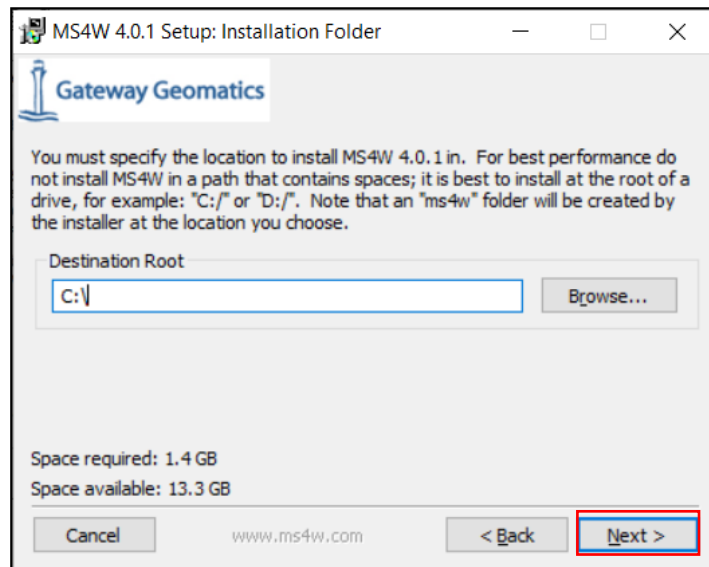 MS4W 4.0.1 Setup: Installation Folder
Gateway Geomatics
You must specify the location to install MS4W 4.0.1 in. For best performance do
not install MS4W in a path that contains spaces; it is best to install at the root of a
drive, for example: "C:/" or "D:/". Note that an "ms4w" folder will be created by
the installer at the location you choose.
Destination Root
C:\
Browse...
Space required: 1.4 GB
Space available: 13.3 GB
Cancel
www.ms4w.com
< Back
Next >